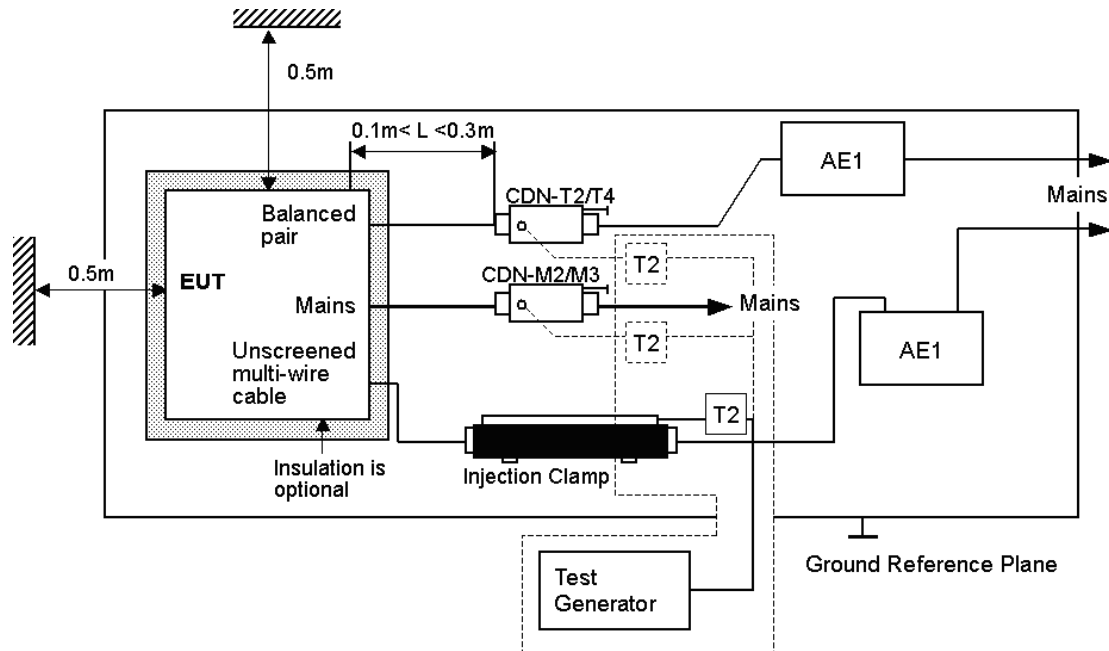 0.5m
0.1m< L <0.3m
AE1
Mains
CDN-T2/T4
Balanced
pair
T2
0.5m
EUT
CDN-M2/M3
Mains
Mains
T2
AE1
Unscreened
multi-wire
cable
T2
Insulation is
optional
Injection Clamp
Ground Reference Plane
Test
Generator